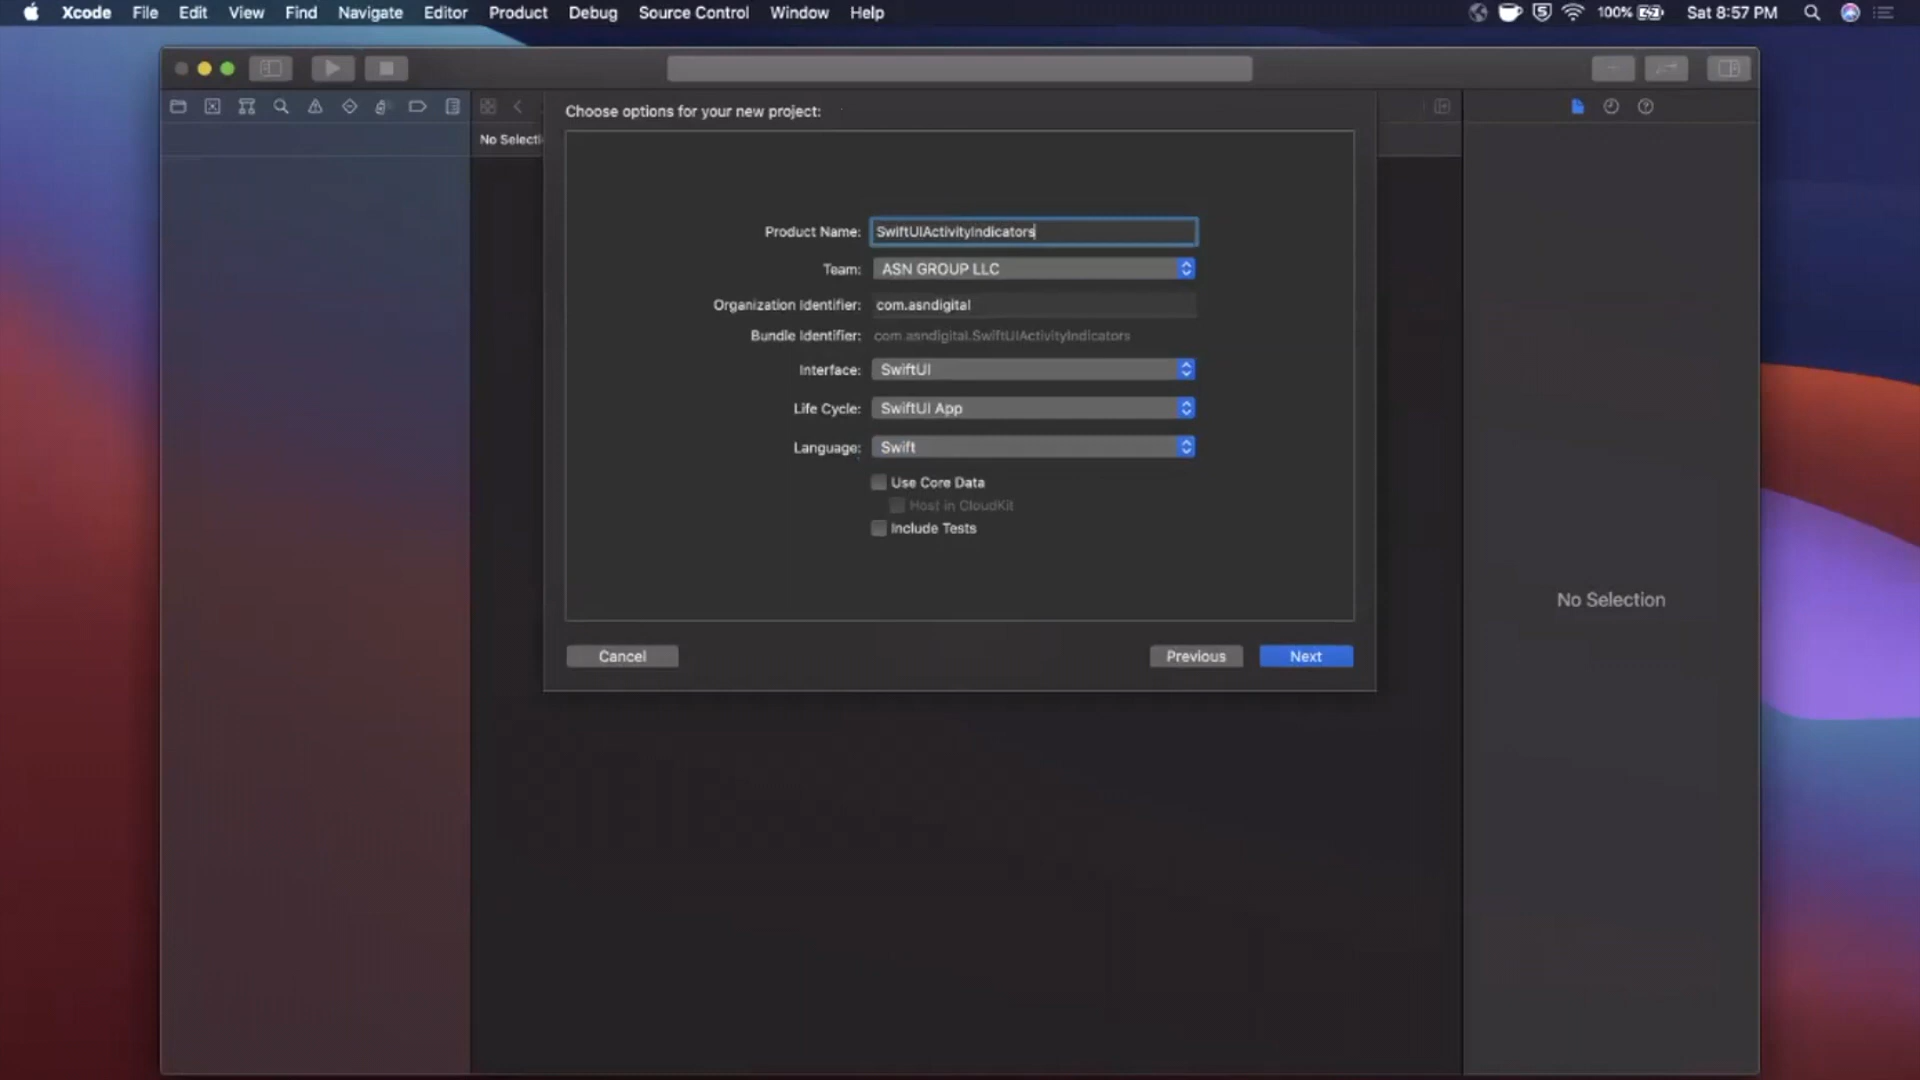 Xcode File Edit View Find Navigate Editor Product Debug Source Control Window Help 100% Sat 8:57 PM
Choose options for your new project:
No Selecti
Product Name: SwiftUIActivityIndicators
Team: ASN GROUP LLC
Organization Identifier: com.asndigital
Bundle Identifier: com.asndigital.SwiftUIActivityIndicators
Interface: SwiftUI
Life Cycle: SwiftUI App
Language: Swift
Use Core Data
Host in CloudKit
Include Tests
No Selection
Cancel Previous Next